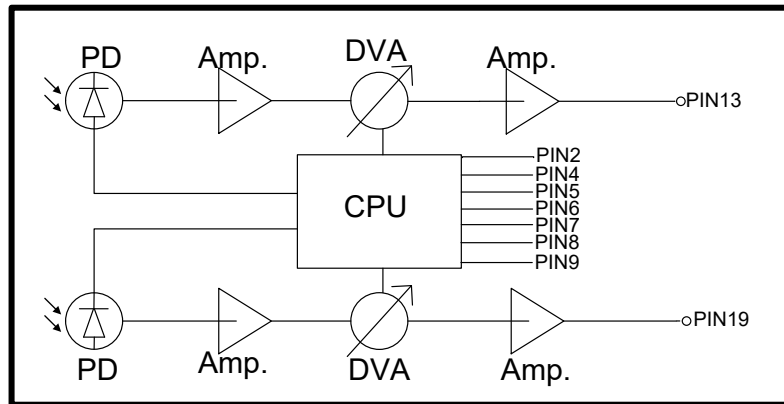 PD
Amp.
DVA
Amp.
PIN13
PIN2
PIN4
PIN5
CPU
PIN6
PIN7
PIN8
PIN9
PIN19
PD
Amp.
DVA
Amp.